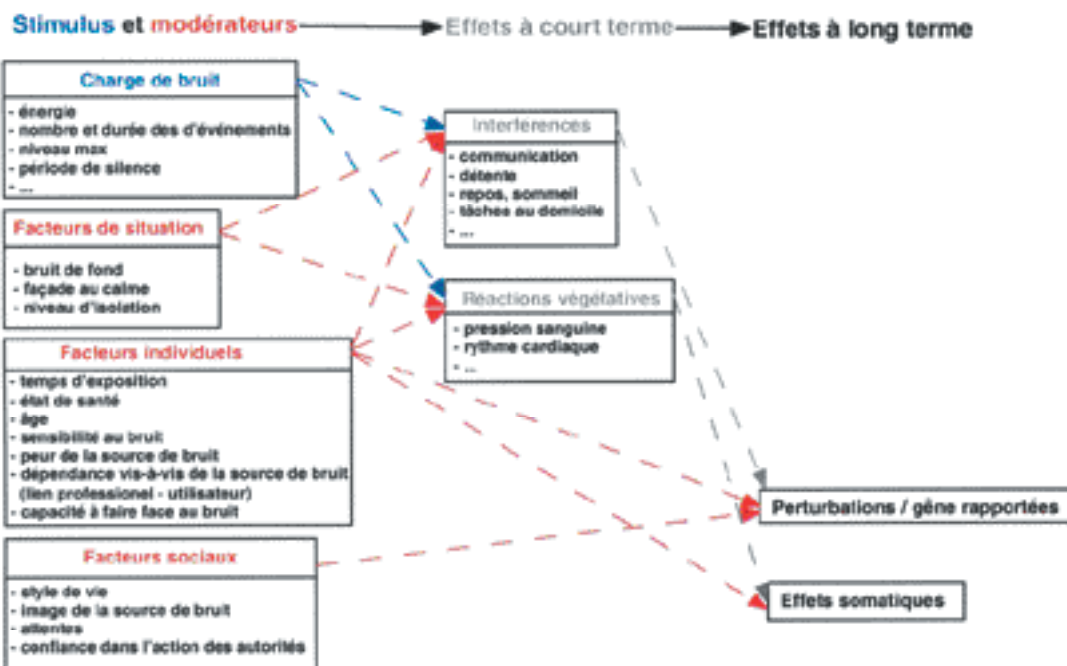 Stimulus et modérateurs
Effets à court terme
Effets à long terme
Charge de bruit
- énergie
- nombre et durée des d'événements
- niveau max
- période de silence
- ...
Facteurs de situation
- bruit de fond
- façade au calme
- niveau d'isolation
Facteurs individuels
- temps d'exposition
- état de santé
- âge
- sensibilité au bruit
- peur de la source de bruit
- dépendance vis-à-vis de la source de bruit
(lien professionel - utilisateur)
- capacité à faire face au bruit
Facteurs sociaux
- style de vie
- image de la source de bruit
- attentes
- confiance dans l'action des autorités
Interférences
- communication
- détente
- repos, sommeil
- tâches au domicile
- ...
Réactions végétatives
- pression sanguine
- rythme cardiaque
- ...
Perturbations / gêne rapportées
Effets somatiques